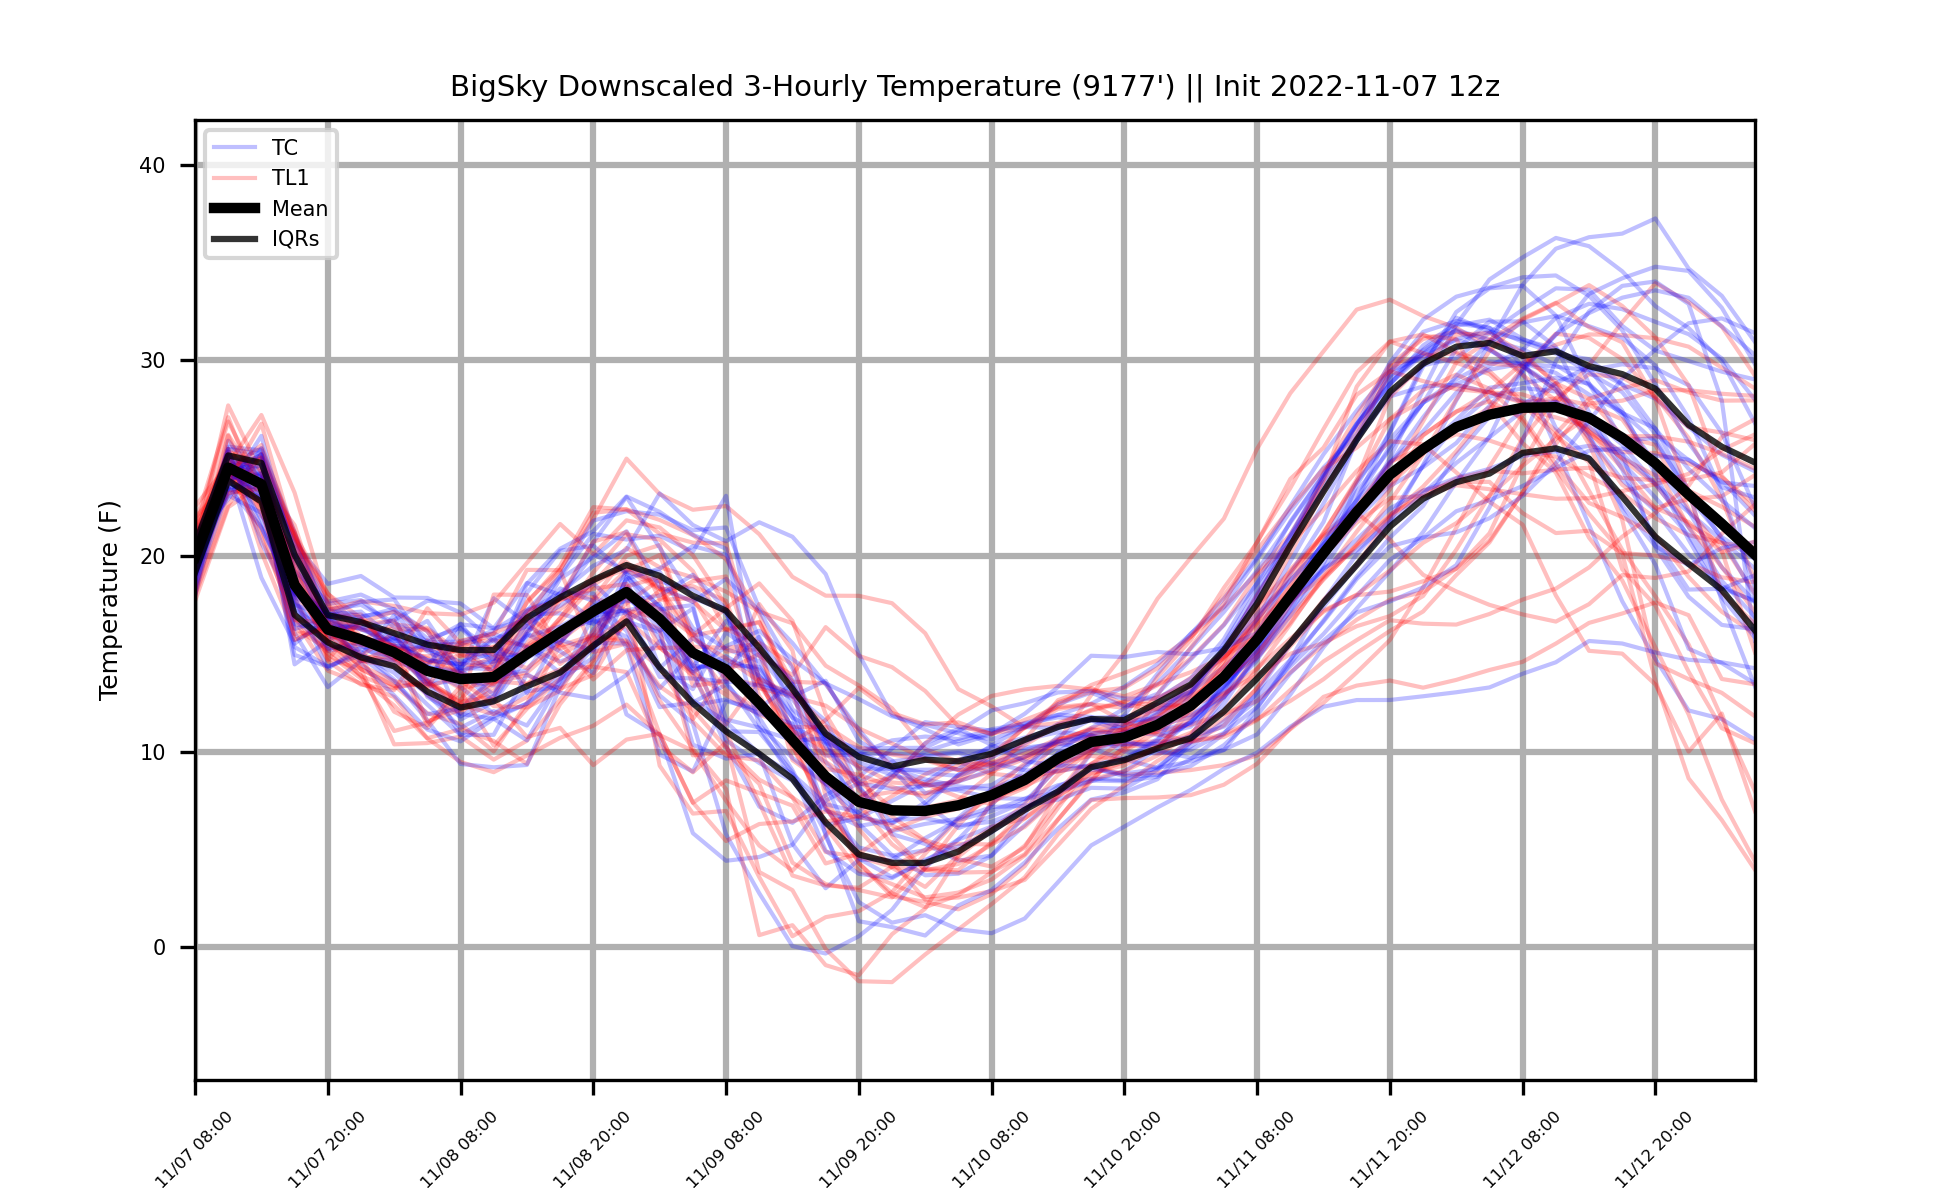 BigSky Downscaled 3-Hourly Temperature (9177') || Init 2022-11-07 12z
TC
TL1
Mean
IQRs
Temperature (F)
40
30
20
10
0
11/07 08:00
11/07 20:00
11/08 08:00
11/08 20:00
11/09 08:00
11/09 20:00
11/10 08:00
11/10 20:00
11/11 08:00
11/11 20:00
11/12 08:00
11/12 20:00